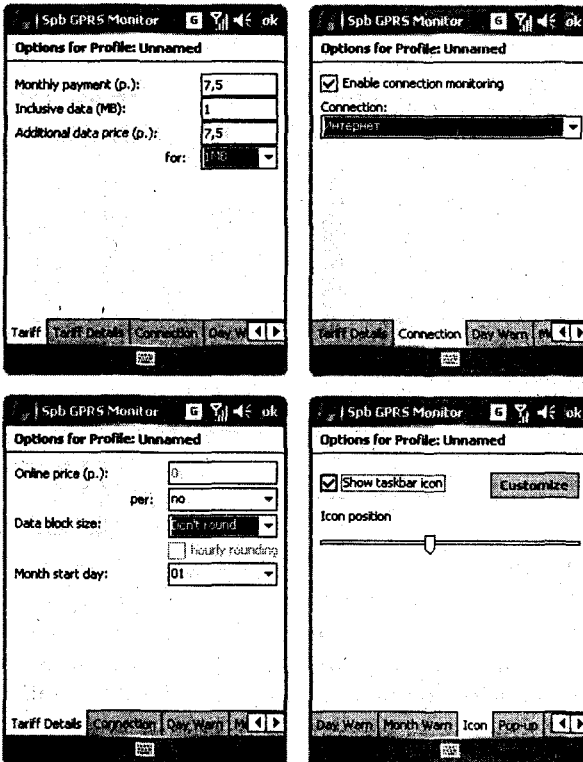 Spb GPRS Monitor G ok
Options for Profile: Unnamed
Monthly payment (р.): 7,5
Inclusive data (MB): 1
Additional data price (р.): 7,5
for: 1MB
Tariff Tariff Details Connection Day W
Spb GPRS Monitor G ok
Options for Profile: Unnamed
Enable connection monitoring
Connection:
Интернет
Tariff Details Connection Day Warn M
Spb GPRS Monitor G ok
Options for Profile: Unnamed
Online price (р.): 0
per: no
Data block size: Don't round
hourly rounding
Month start day: 01
Tariff Details Connection Day Warn M
Spb GPRS Monitor G ok
Options for Profile: Unnamed
Show taskbar icon Customize
Icon position
Day Warn Month Warn Icon Pop-up